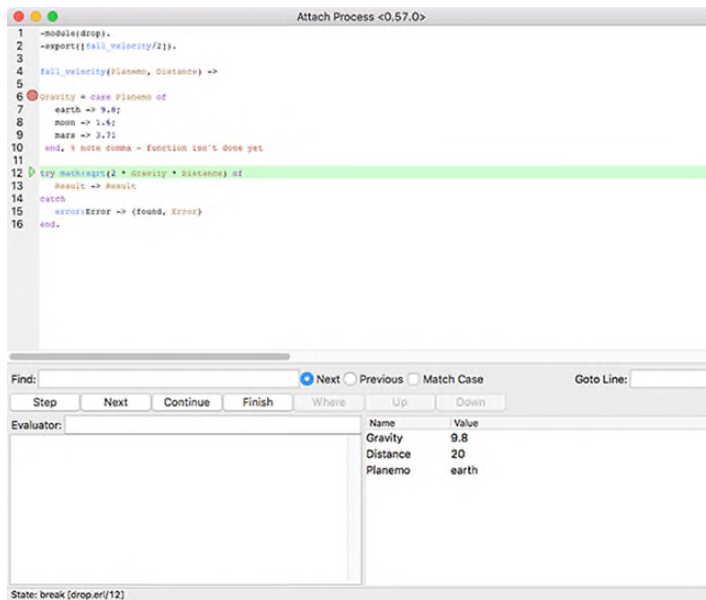 Attach Process <0.57.0>
1 -module(drop).
2 -export([fall_velocity/2]).
3
4 fall_velocity(Planemo, Distance) ->
5
6 Gravity = case Planemo of
7 earth -> 9.8;
8 moon -> 1.6;
9 mars -> 3.71
10 end, % note comma - function isn't done yet
11
12 try math:sqrt(2 * Gravity * Distance) of
13 Result -> Result
14 catch
15 error:Error -> {found, Error}
16 end.
Find: Next Previous Match Case Goto Line:
Step Next Continue Finish Where Up Down
Evaluator: Name Value
Gravity 9.8
Distance 20
Planemo earth
State: break [drop.erl/12]